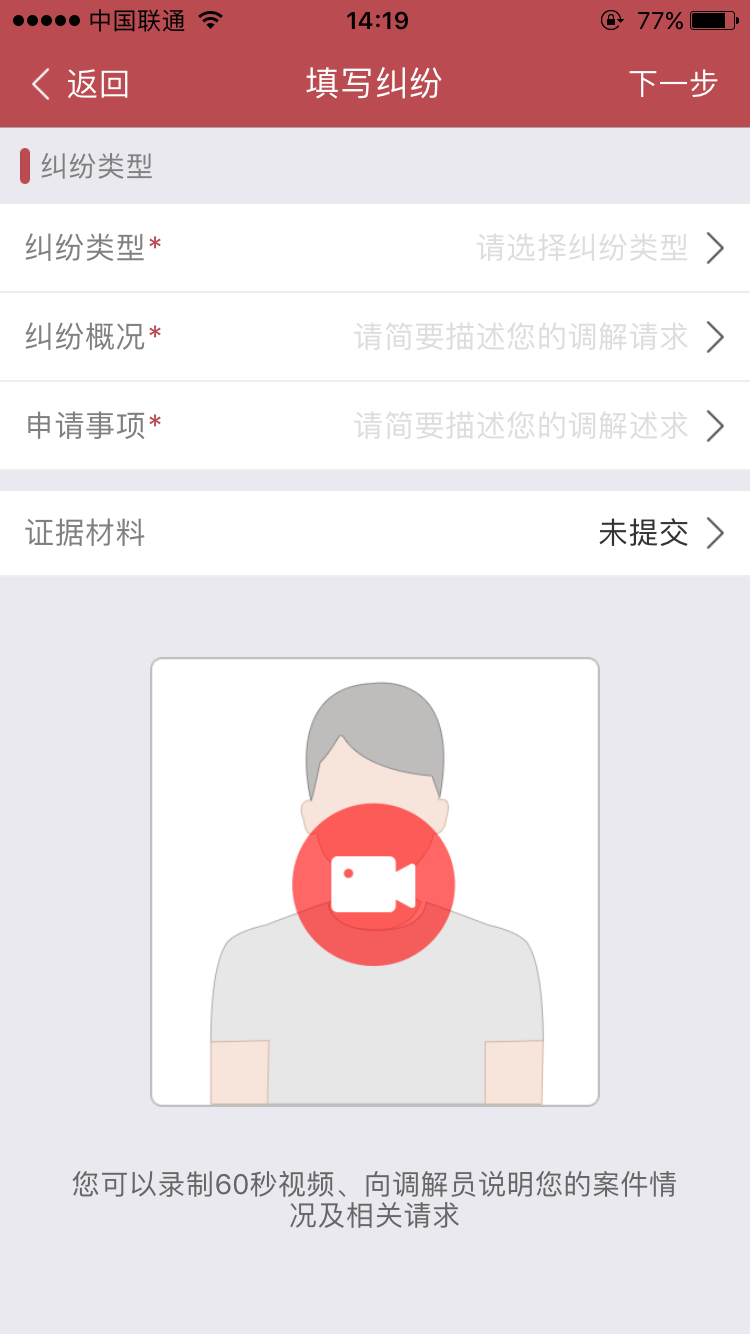 中国联通 14:19 77%
返回 填写纠纷 下一步
纠纷类型
纠纷类型* 请选择纠纷类型
纠纷概况* 请简要描述您的调解请求
申请事项* 请简要描述您的调解述求
证据材料 未提交
您可以录制60秒视频、向调解员说明您的案件情
况及相关请求